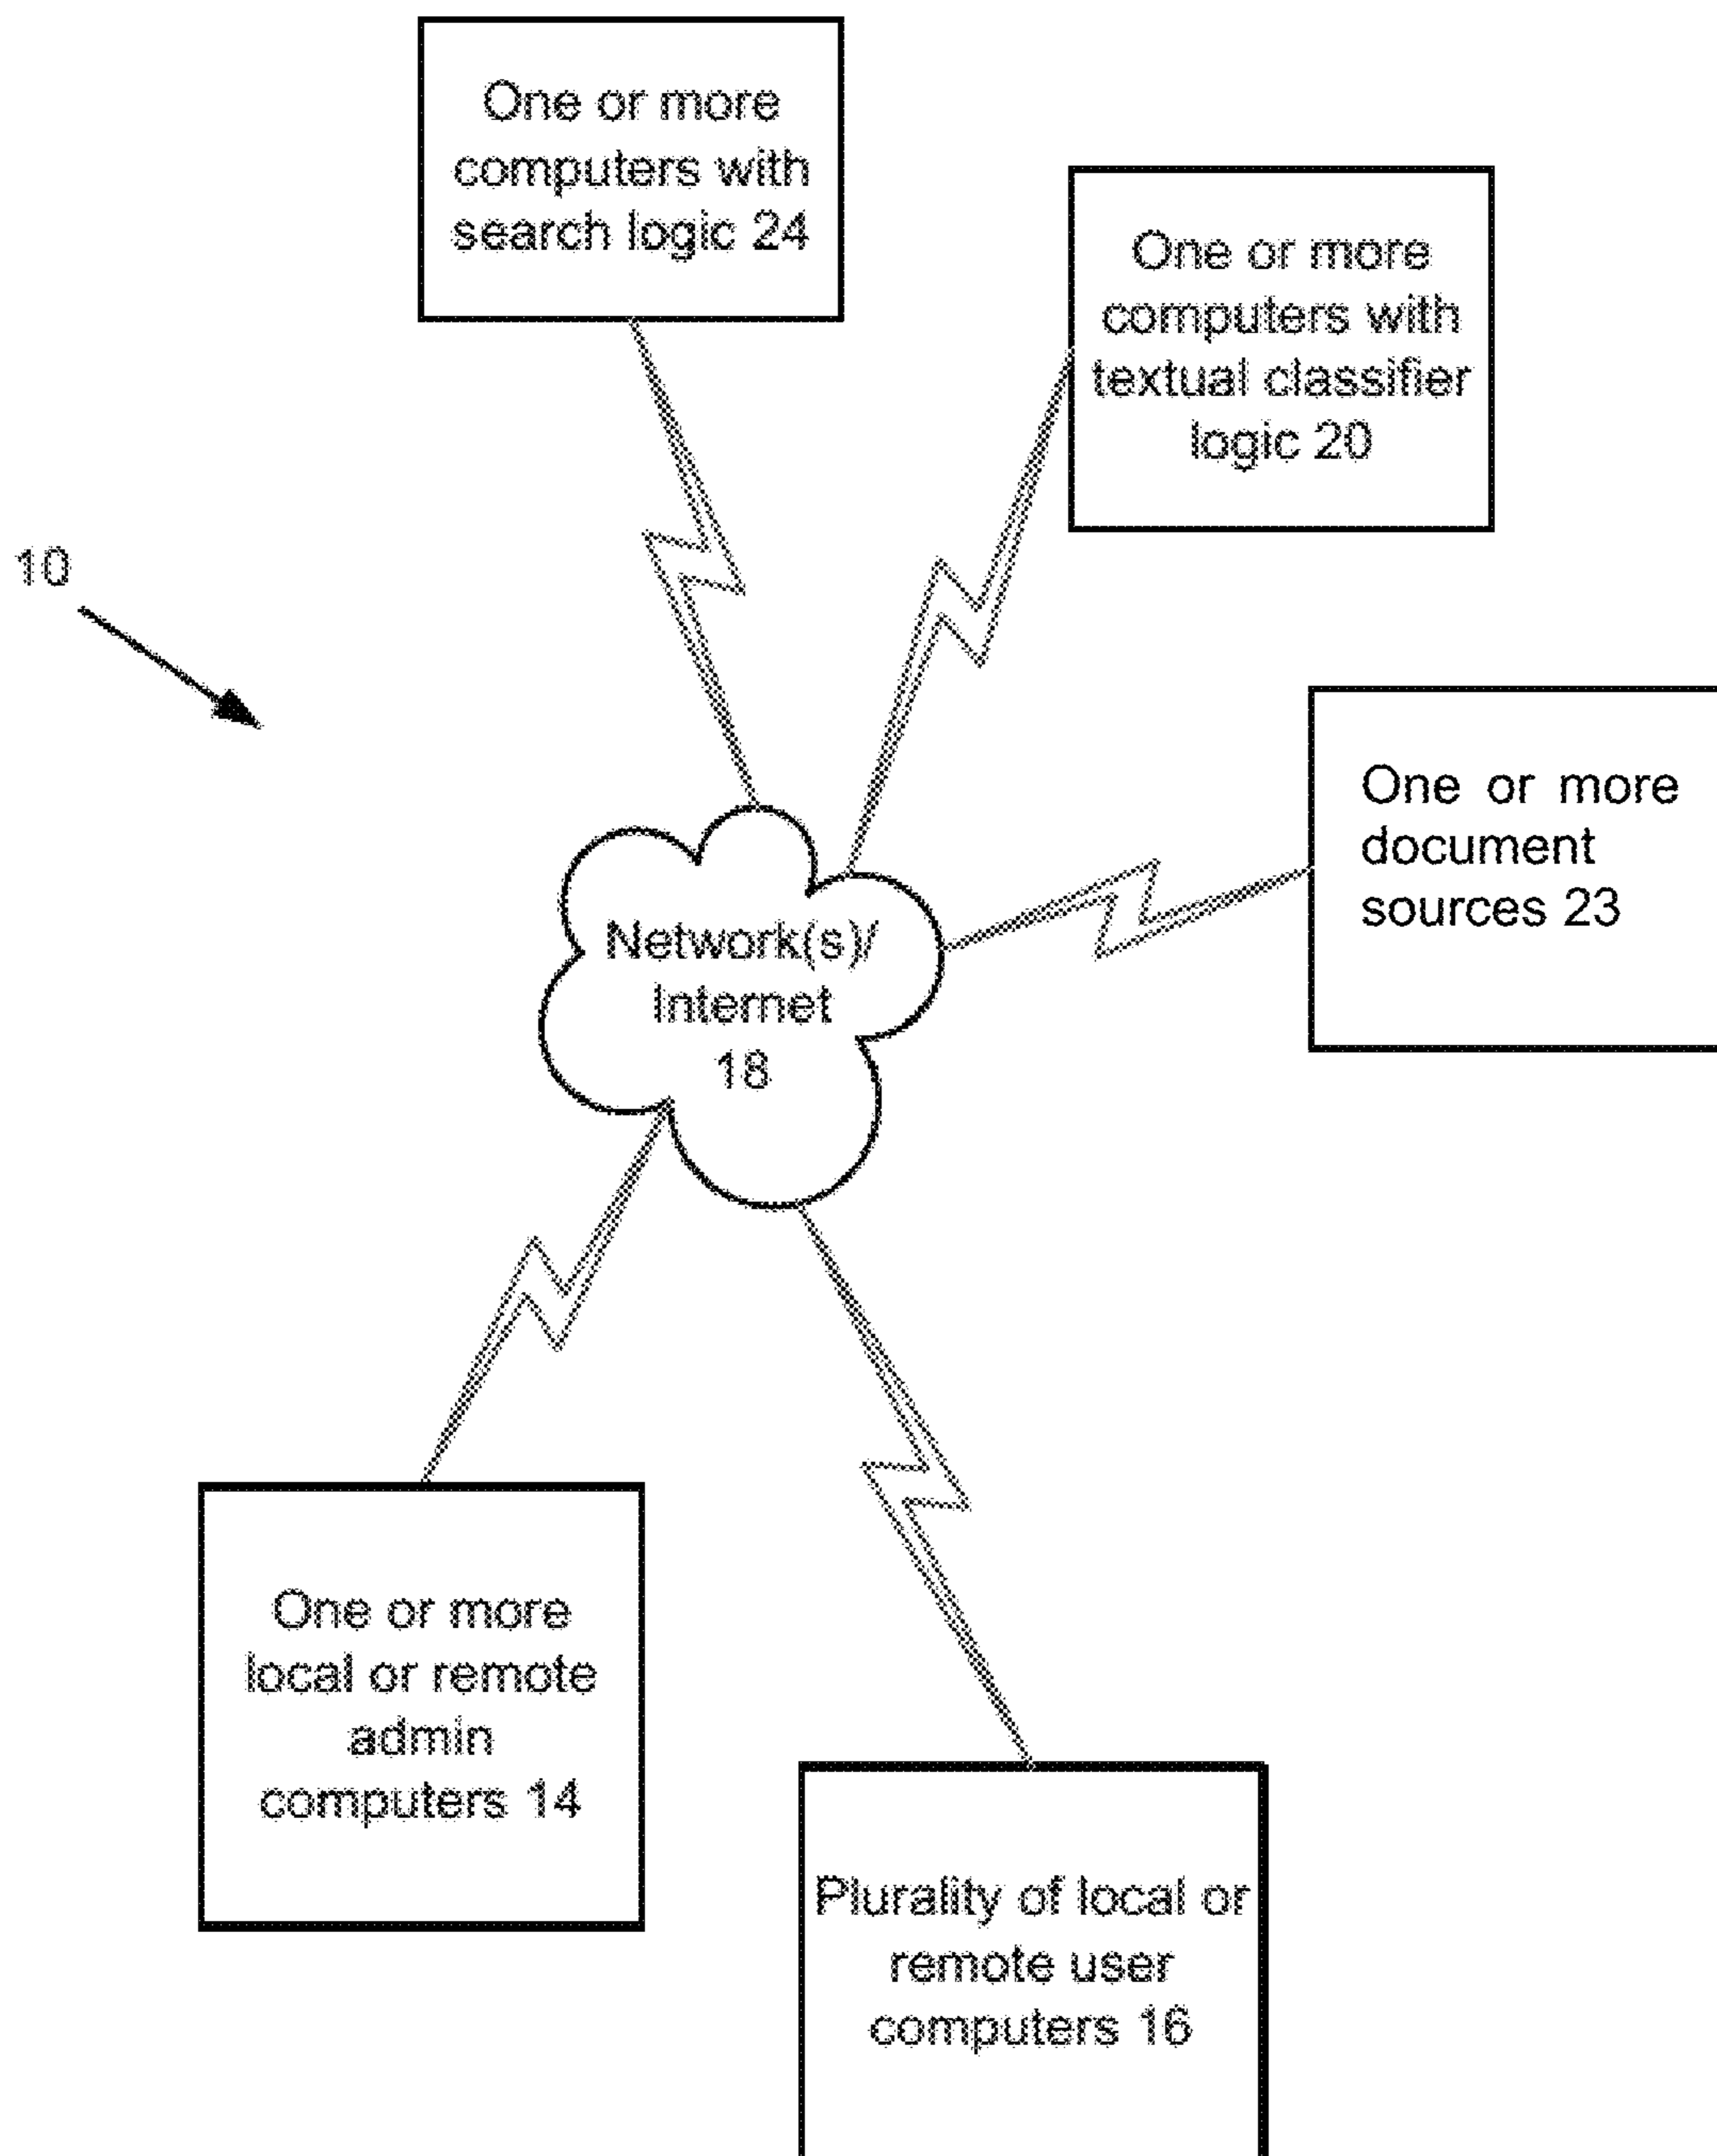 One or more
computers with
search logic 24
One or more
computers with
textual classifier
logic 20
10
One or more
document
sources 23
Network(s)/
Internet
18
One or more
local or remote
admin
computers 14
Plurality of local or
remote user
computers 16